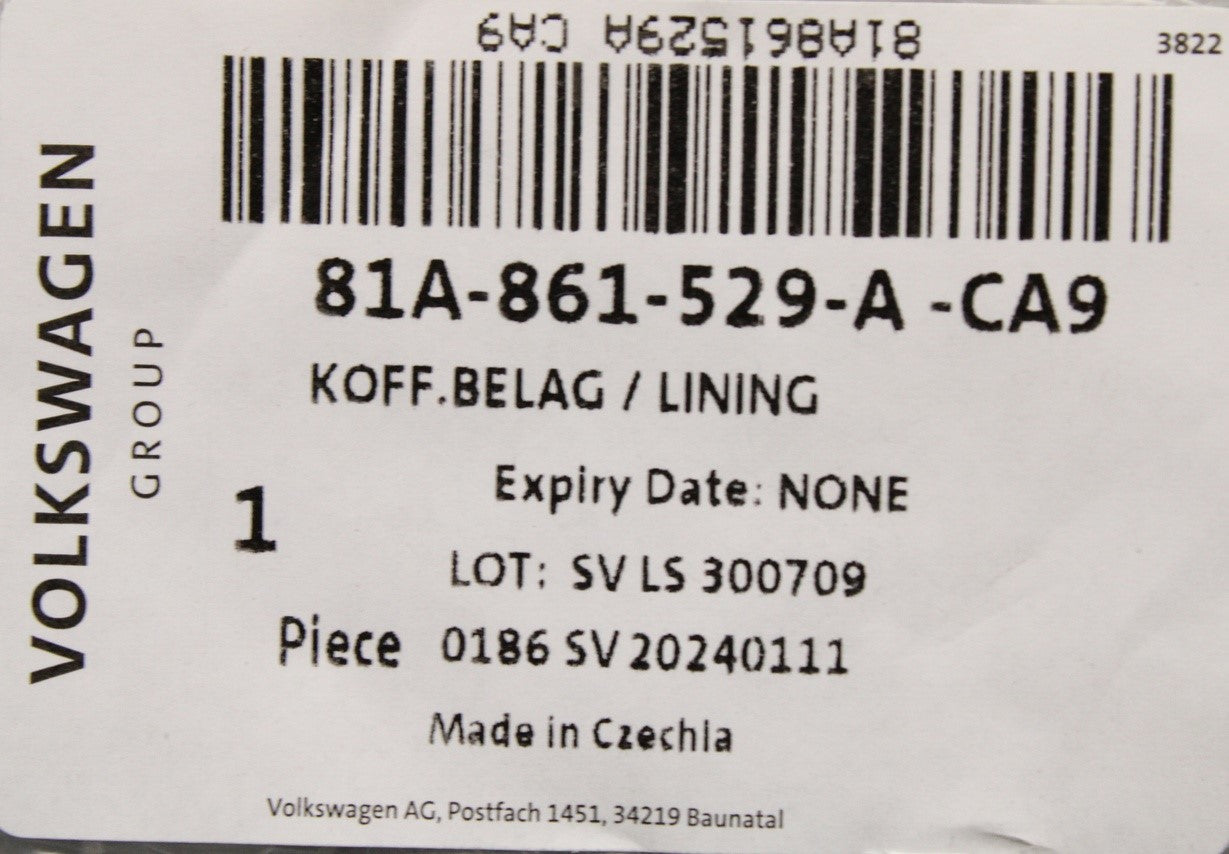 81A861529A CA9
3822
VOLKSWAGEN
GROUP
81A-861-529-A -CA9
KOFF.BELAG / LINING
Expiry Date: NONE
1
LOT: SV LS 300709
Piece 0186 SV 20240111
Made in Czechia
Volkswagen AG, Postfach 1451, 34219 Baunatal